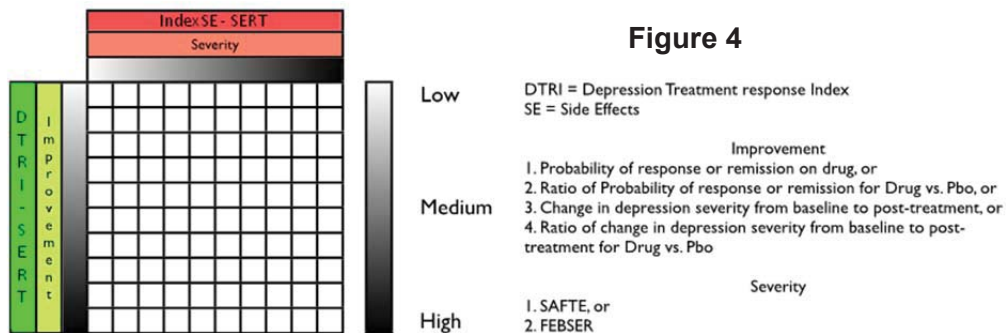 IndexSE - SERT
Severity
DTRI-SERT
Improvement
Low
Medium
High
Figure 4
DTRI = Depression Treatment response Index
SE = Side Effects
Improvement
1. Probability of response or remission on drug, or
2. Ratio of Probability of response or remission for Drug vs. Pbo, or
3. Change in depression severity from baseline to post-treatment, or
4. Ratio of change in depression severity from baseline to post-
treatment for Drug vs. Pbo
Severity
1. SAFTE, or
2. FEBSER